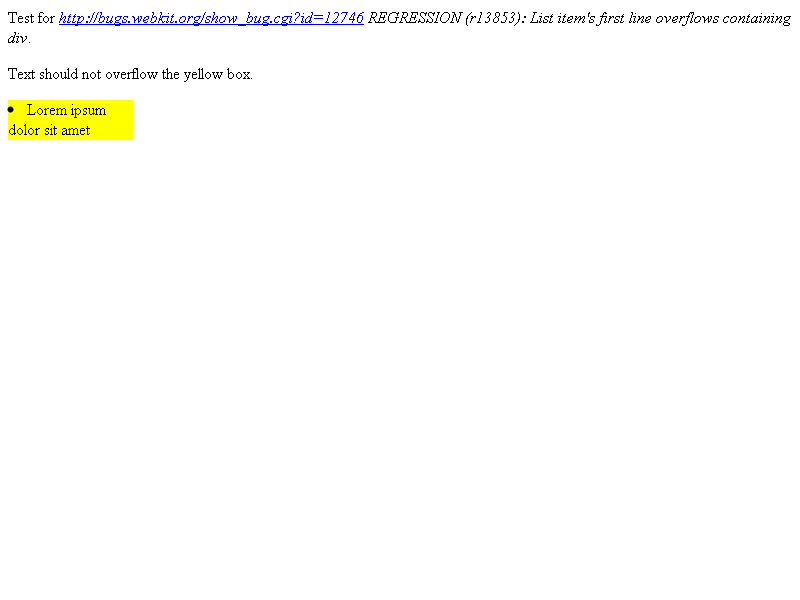 Test for http://bugs.webkit.org/show_bug.cgi?id=12746 REGRESSION (r13853): List item's first line overflows containing
div.
Text should not overflow the yellow box.
• Lorem ipsum
dolor sit amet